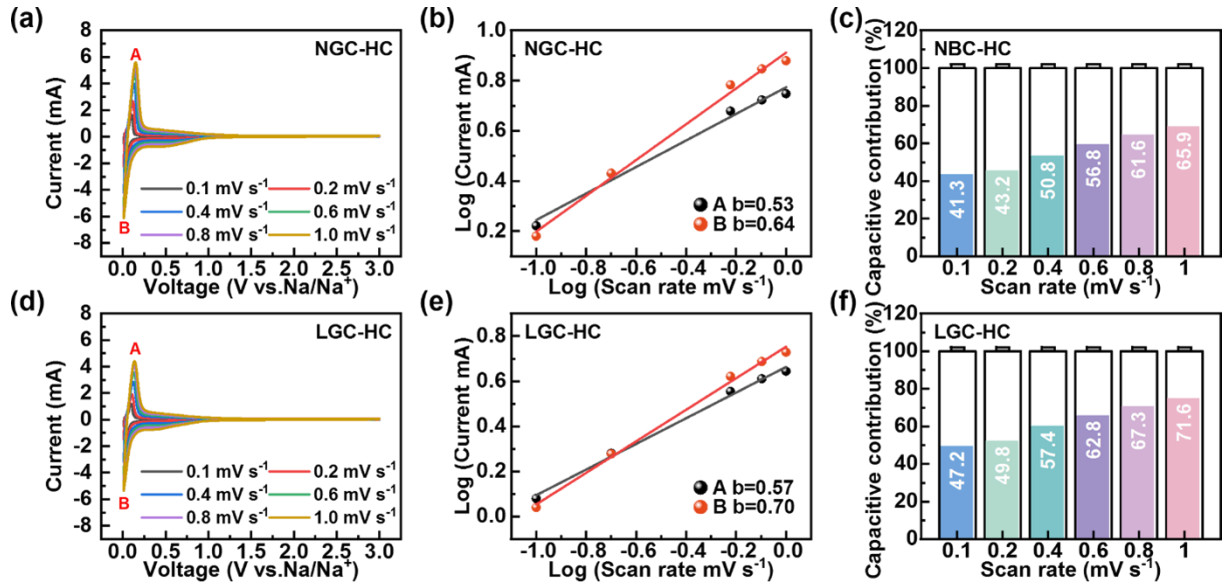 (a)
8
6
4
2
0
-2
-4
-6
-8
Current (mA)
A
B
NGC-HC
0.1 mV s⁻¹ 0.2 mV s⁻¹
0.4 mV s⁻¹ 0.6 mV s⁻¹
0.8 mV s⁻¹ 1.0 mV s⁻¹
0.0 0.5 1.0 1.5 2.0 2.5 3.0
Voltage (V vs.Na/Na⁺)
(b)
1.0
0.8
0.6
0.4
0.2
Log (Current mA)
NGC-HC
A b=0.53
B b=0.64
-1.0 -0.8 -0.6 -0.4 -0.2 0.0
Log (Scan rate mV s⁻¹)
(c)
120
100
80
60
40
20
0
Capacitive contribution (%)
NBC-HC
41.3 43.2 50.8 56.8 61.6 65.9
0.1 0.2 0.4 0.6 0.8 1
Scan rate (mV s⁻¹)
(d)
8
6
4
2
0
-2
-4
-6
-8
Current (mA)
A
B
LGC-HC
0.1 mV s⁻¹ 0.2 mV s⁻¹
0.4 mV s⁻¹ 0.6 mV s⁻¹
0.8 mV s⁻¹ 1.0 mV s⁻¹
0.0 0.5 1.0 1.5 2.0 2.5 3.0
Voltage (V vs.Na/Na⁺)
(e)
0.8
0.6
0.4
0.2
0.0
Log (Current mA)
LGC-HC
A b=0.57
B b=0.70
-1.0 -0.8 -0.6 -0.4 -0.2 0.0
Log (Scan rate mV s⁻¹)
(f)
120
100
80
60
40
20
0
Capacitive contribution (%)
LGC-HC
47.2 49.8 57.4 62.8 67.3 71.6
0.1 0.2 0.4 0.6 0.8 1
Scan rate (mV s⁻¹)